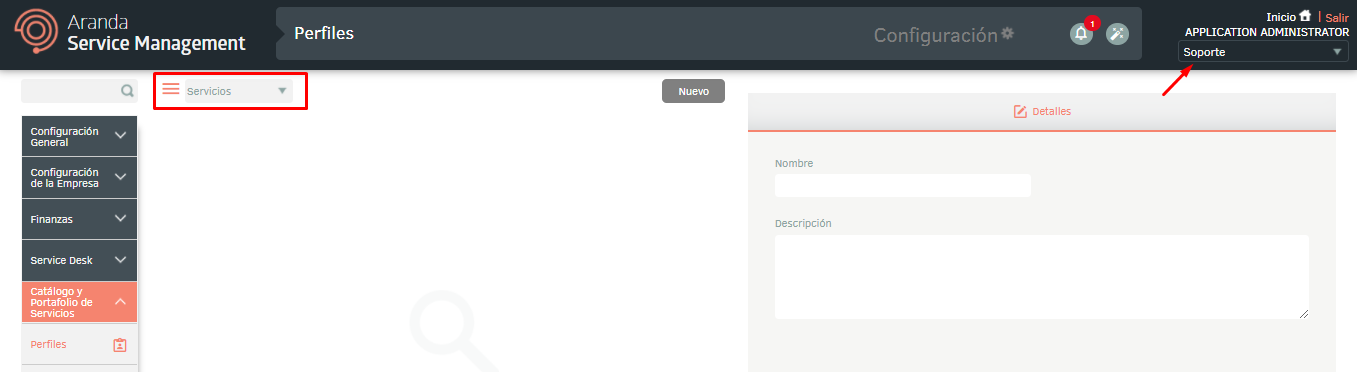 Aranda
Service Management
Perfiles
Configuración
1
Inicio | Salir
APPLICATION ADMINISTRATOR
Soporte
Servicios
Nuevo
Configuración
General
Configuración
de la Empresa
Finanzas
Service Desk
Catálogo y
Portafolio de
Servicios
Perfiles
Detalles
Nombre
Descripción